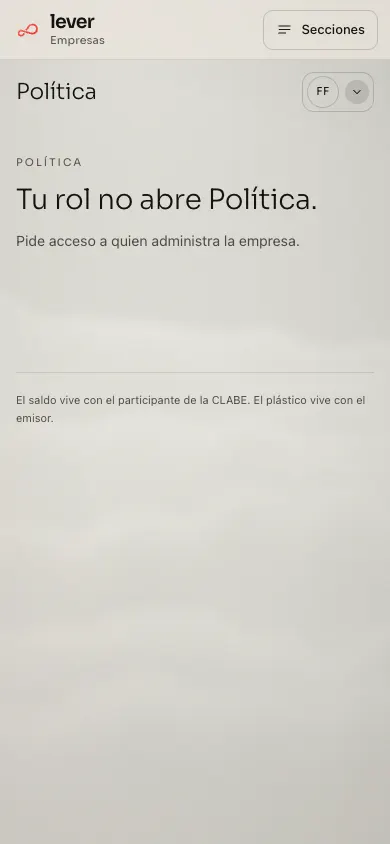 lever
Empresas
Secciones
Política
FF
POLÍTICA
Tu rol no abre Política.
Pide acceso a quien administra la empresa.
El saldo vive con el participante de la CLABE. El plástico vive con el
emisor.